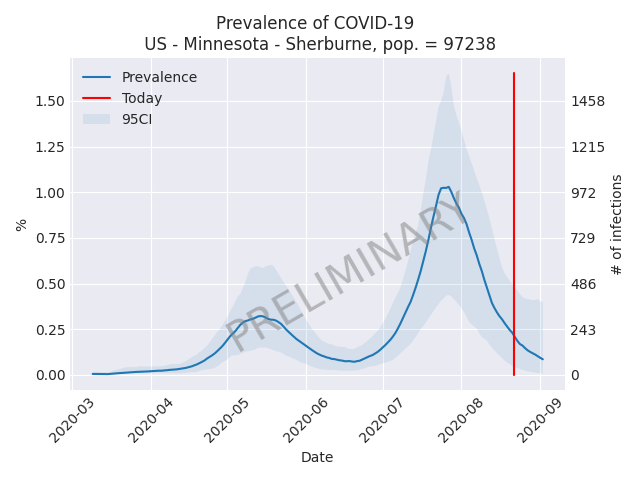 Prevalence of COVID-19
US - Minnesota - Sherburne, pop. = 97238
Prevalence
Today
95CI
1.50
1.25
1.00
0.75
0.50
0.25
0.00
%
1458
1215
972
729
486
243
0
# of infections
PRELIMINARY
2020-03
2020-04
2020-05
2020-06
2020-07
2020-08
2020-09
Date